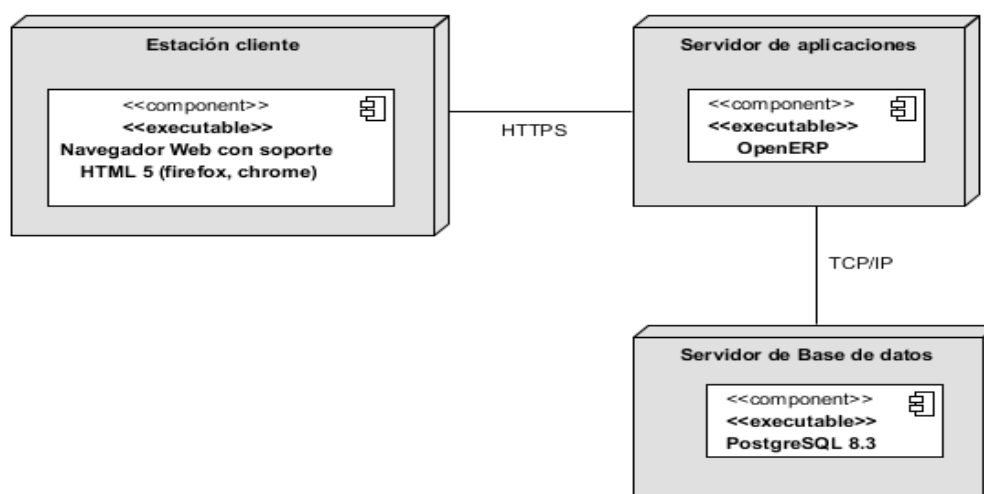 Estación cliente
<<component>>
<<executable>>
Navegador Web con soporte
HTML 5 (firefox, chrome)
HTTPS
Servidor de aplicaciones
<<component>>
<<executable>>
OpenERP
TCP/IP
Servidor de Base de datos
<<component>>
<<executable>>
PostgreSQL 8.3